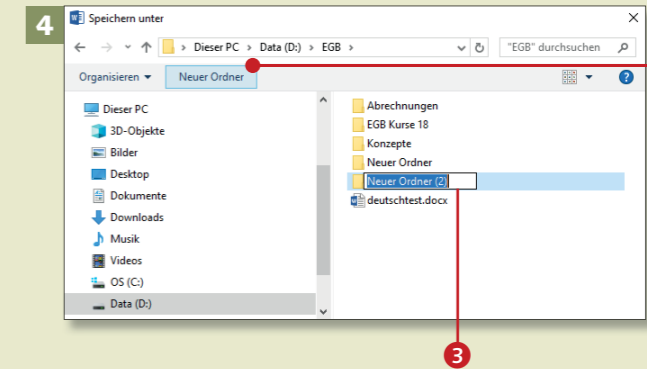 4
Speichern unter
Dieser PC > Data (D:) > EGB >
"EGB" durchsuchen
Organisieren
Neuer Ordner
?
Dieser PC
3D-Objekte
Bilder
Desktop
Dokumente
Downloads
Musik
Videos
OS (C:)
Data (D:)
Abrechnungen
EGB Kurse 18
Konzepte
Neuer Ordner
Neuer Ordner (2)
deutschtest.docx
3